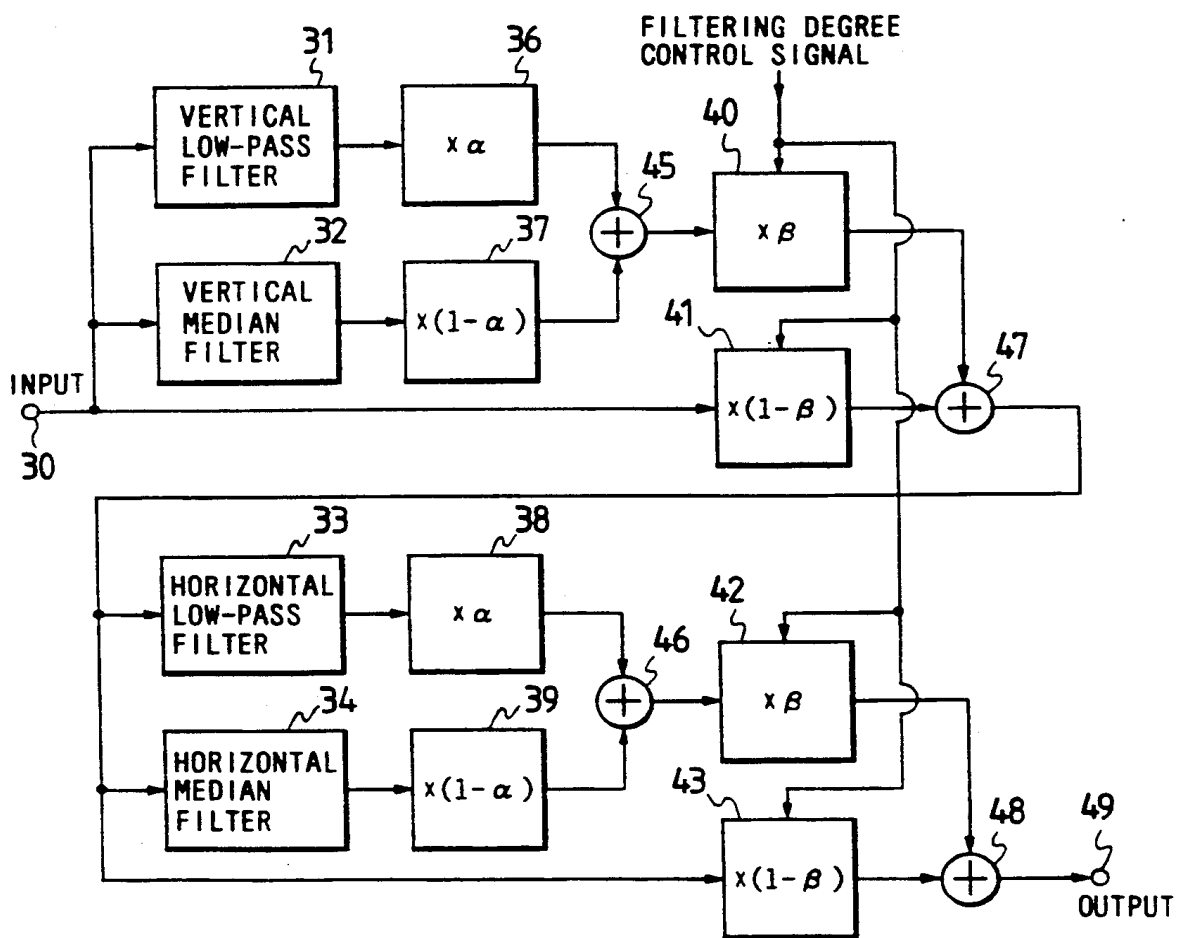 FILTERING DEGREE
CONTROL SIGNAL
31
36
40
VERTICAL
LOW-PASS
FILTER
× α
45
× β
32
37
VERTICAL
MEDIAN
FILTER
×(1-α)
41
47
INPUT
×(1-β)
30
33
38
42
HORIZONTAL
LOW-PASS
FILTER
× α
46
× β
34
39
HORIZONTAL
MEDIAN
FILTER
×(1-α)
43
48
49
×(1-β)
OUTPUT